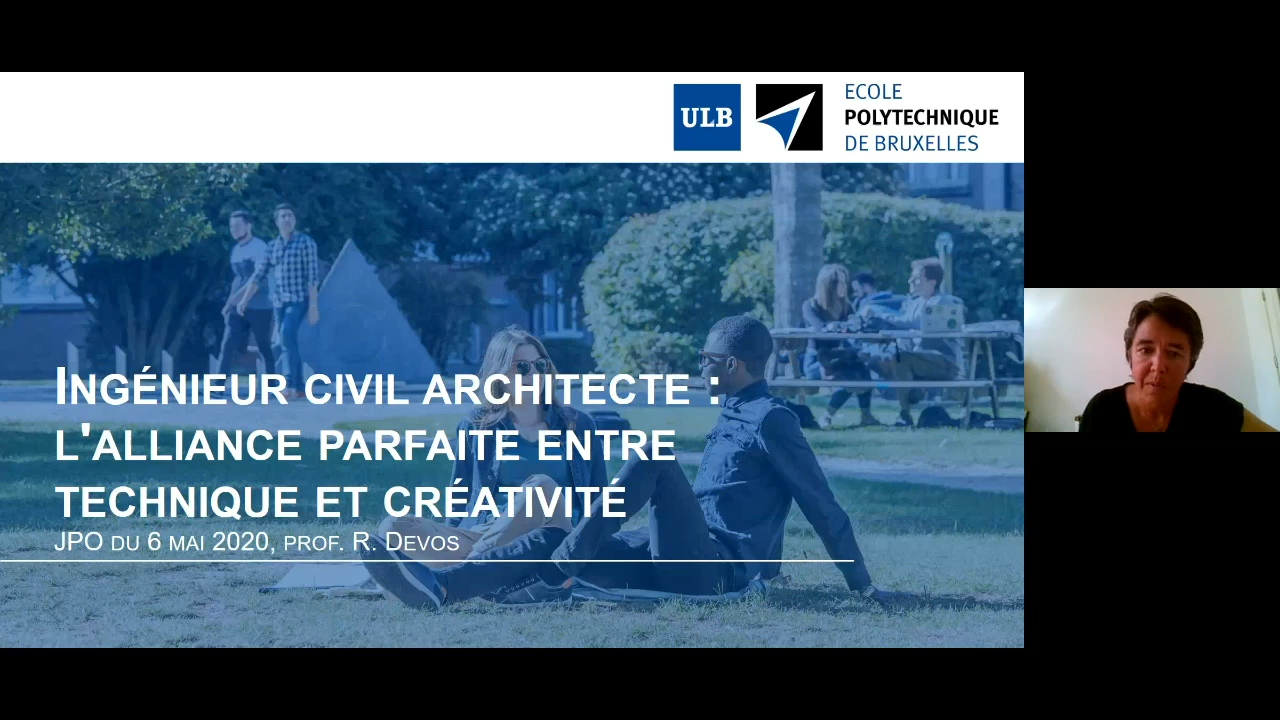 ULB
ECOLE
POLYTECHNIQUE
DE BRUXELLES
INGÉNIEUR CIVIL ARCHITECTE :
L'ALLIANCE PARFAITE ENTRE
TECHNIQUE ET CRÉATIVITÉ
JPO DU 6 MAI 2020, PROF. R. DEVOS